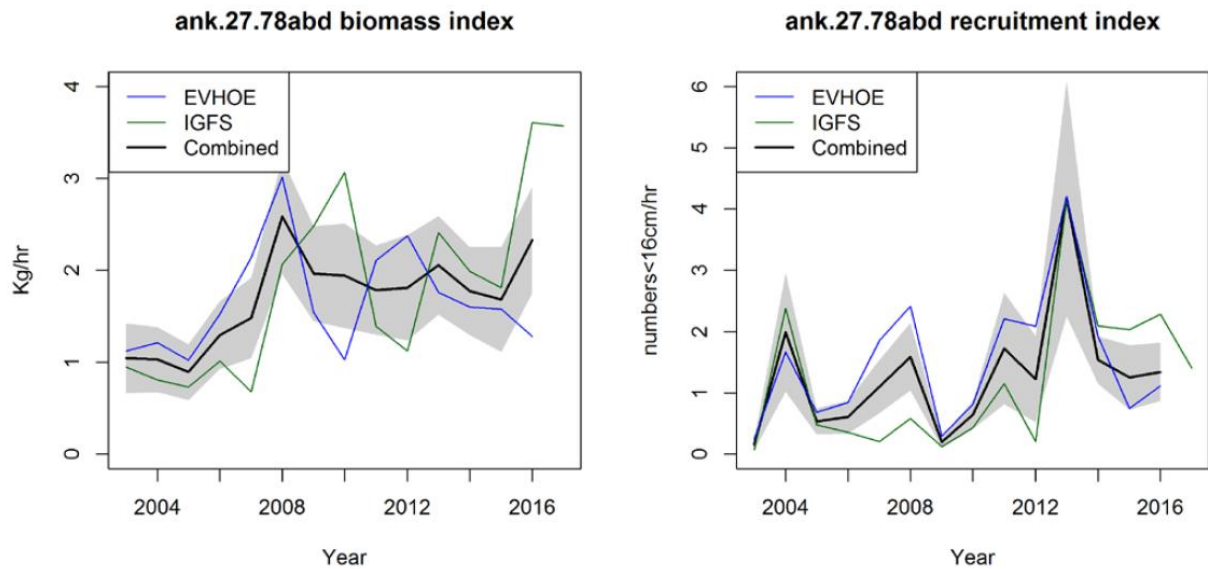 ank.27.78abd biomass index
EVHOE
IGFS
Combined
4
3
2
1
0
Kg/hr
2004
2008
2012
2016
Year
ank.27.78abd recruitment index
EVHOE
IGFS
Combined
6
5
4
3
2
1
0
numbers<16cm/hr
2004
2008
2012
2016
Year